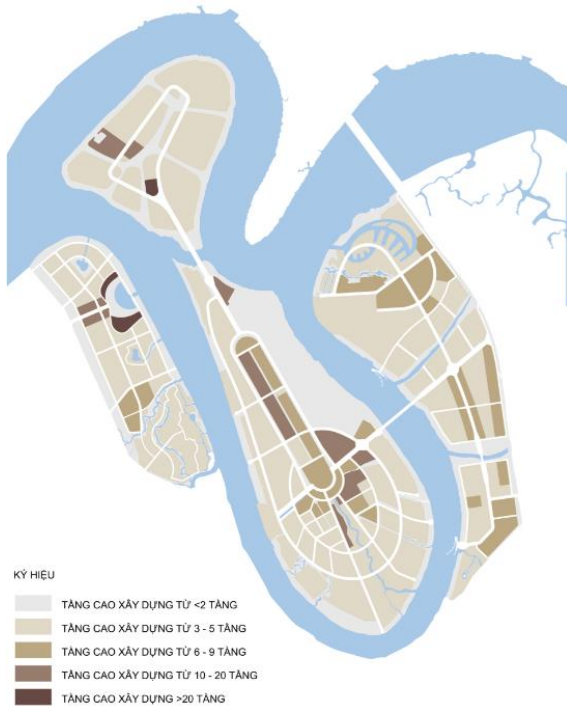 KÝ HIỆU
TẦNG CAO XÂY DỰNG TỪ <2 TẦNG
TẦNG CAO XÂY DỰNG TỪ 3 - 5 TẦNG
TẦNG CAO XÂY DỰNG TỪ 6 - 9 TẦNG
TẦNG CAO XÂY DỰNG TỪ 10 - 20 TẦNG
TẦNG CAO XÂY DỰNG >20 TẦNG